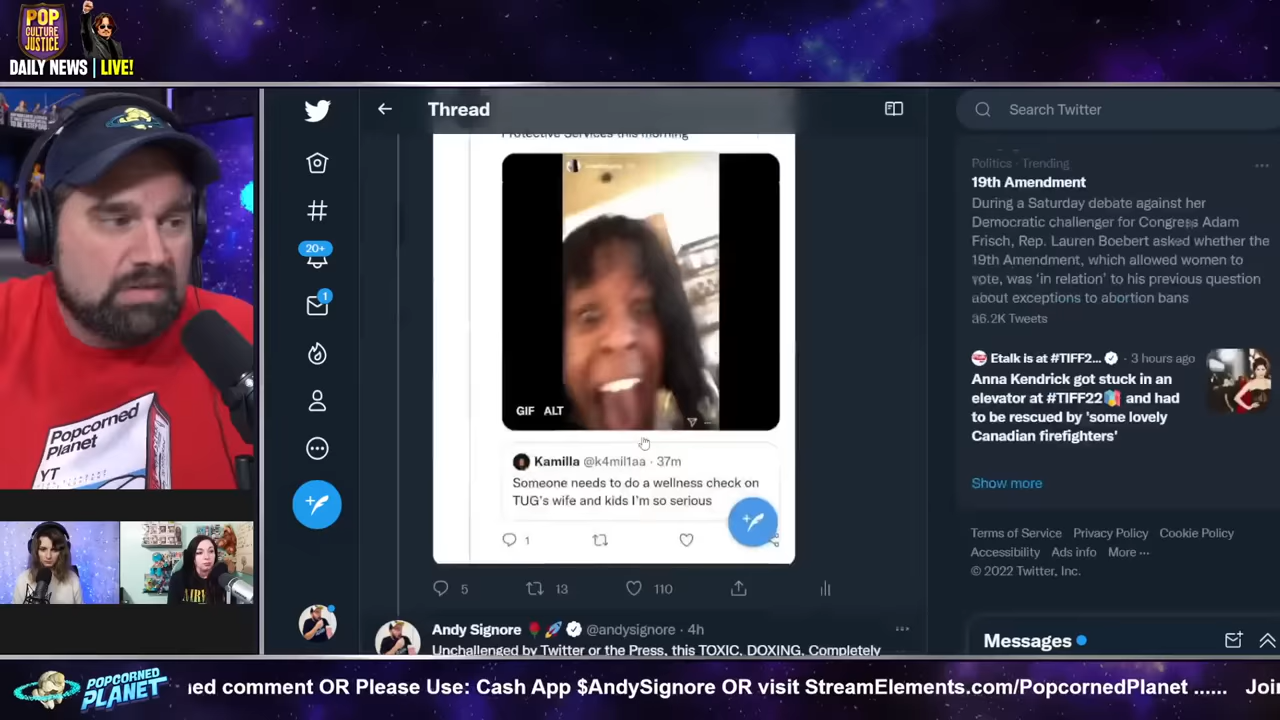 POP
CULTURE
JUSTICE
DAILY NEWS | LIVE!
Popcorned
Planet
YT
Thread
Search Twitter
Protective Services this morning
GIF ALT
Kamilla @k4mil1aa · 37m
Someone needs to do a wellness check on
TUG's wife and kids I'm so serious
1
5 13 110
Andy Signore @andysignore · 4h
Unchallenged by Twitter or the Press, this TOXIC, DOXING, Completely
20+
1
Politics · Trending
19th Amendment
During a Saturday debate against her
Democratic challenger for Congress Adam
Frisch, Rep. Lauren Boebert asked whether the
19th Amendment, which allowed women to
vote, was 'in relation' to his previous question
about exceptions to abortion bans
36.2K Tweets
Etalk is at #TIFF2... · 3 hours ago
Anna Kendrick got stuck in an
elevator at #TIFF22 and had
to be rescued by 'some lovely
Canadian firefighters'
Show more
Terms of Service Privacy Policy Cookie Policy
Accessibility Ads info More ···
© 2022 Twitter, Inc.
Messages
POPCORNED
PLANET
ned comment OR Please Use: Cash App $AndySignore OR visit StreamElements.com/PopcornedPlanet ...... Joi